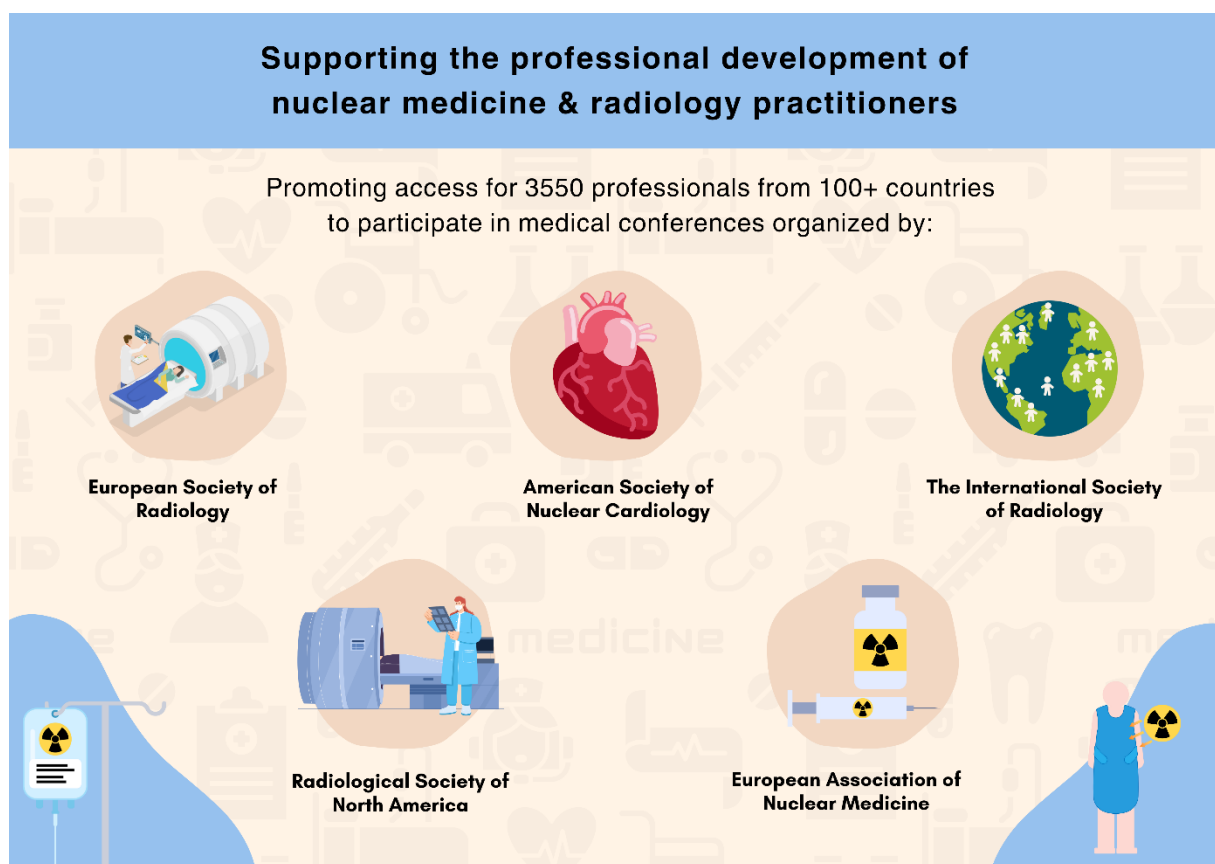 Supporting the professional development of
nuclear medicine & radiology practitioners
Promoting access for 3550 professionals from 100+ countries
to participate in medical conferences organized by:
European Society of
Radiology
American Society of
Nuclear Cardiology
The International Society
of Radiology
medicine
Radiological Society of
North America
European Association of
Nuclear Medicine